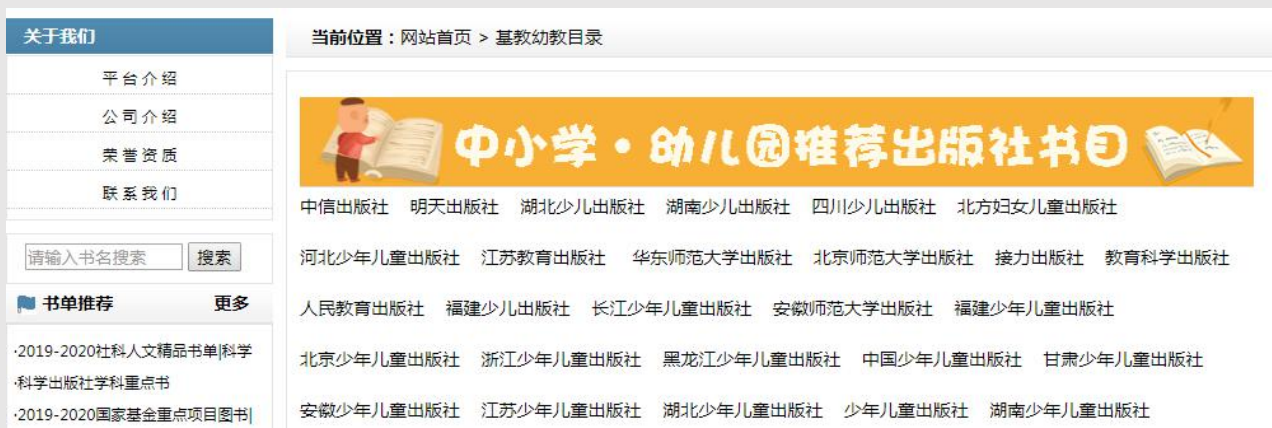 关于我们
平台介绍
公司介绍
荣誉资质
联系我们
请输入书名搜索 搜索
书单推荐 更多
·2019-2020社科人文精品书单|科学
·科学出版社学科重点书
·2019-2020国家基金重点项目图书|
当前位置：网站首页 > 基教幼教目录
中小学·幼儿园推荐出版社书目
中信出版社 明天出版社 湖北少儿出版社 湖南少儿出版社 四川少儿出版社 北方妇女儿童出版社
河北少年儿童出版社 江苏教育出版社 华东师范大学出版社 北京师范大学出版社 接力出版社 教育科学出版社
人民教育出版社 福建少儿出版社 长江少年儿童出版社 安徽师范大学出版社 福建少年儿童出版社
北京少年儿童出版社 浙江少年儿童出版社 黑龙江少年儿童出版社 中国少年儿童出版社 甘肃少年儿童出版社
安徽少年儿童出版社 江苏少年儿童出版社 湖北少年儿童出版社 少年儿童出版社 湖南少年儿童出版社